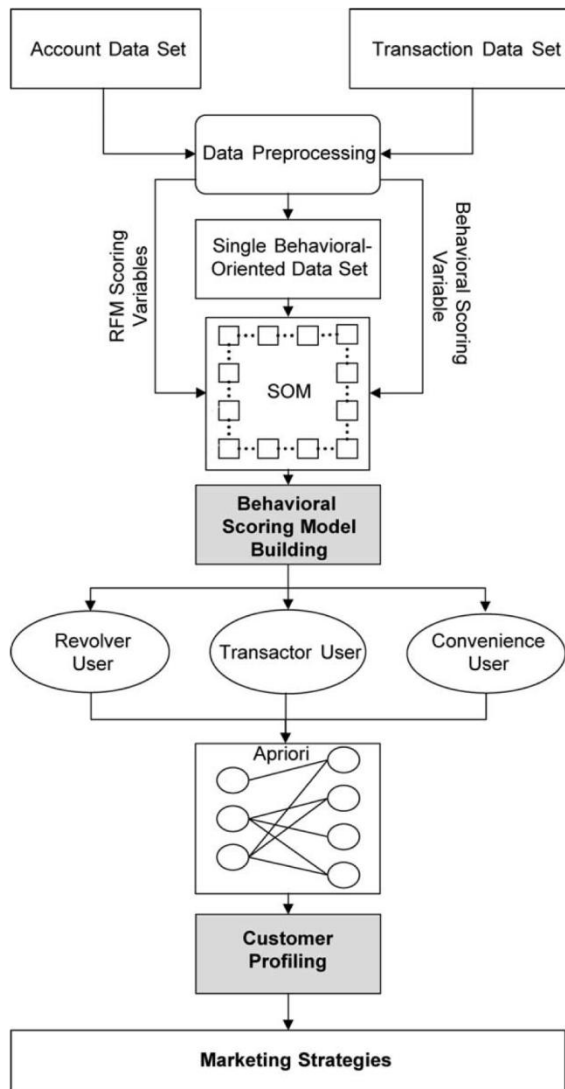 Account Data Set
Transaction Data Set
Data Preprocessing
RFM Scoring
Variables
Single Behavioral-
Oriented Data Set
Behavioral Scoring
Variable
SOM
Behavioral
Scoring Model
Building
Revolver
User
Transactor User
Convenience
User
Apriori
Customer
Profiling
Marketing Strategies